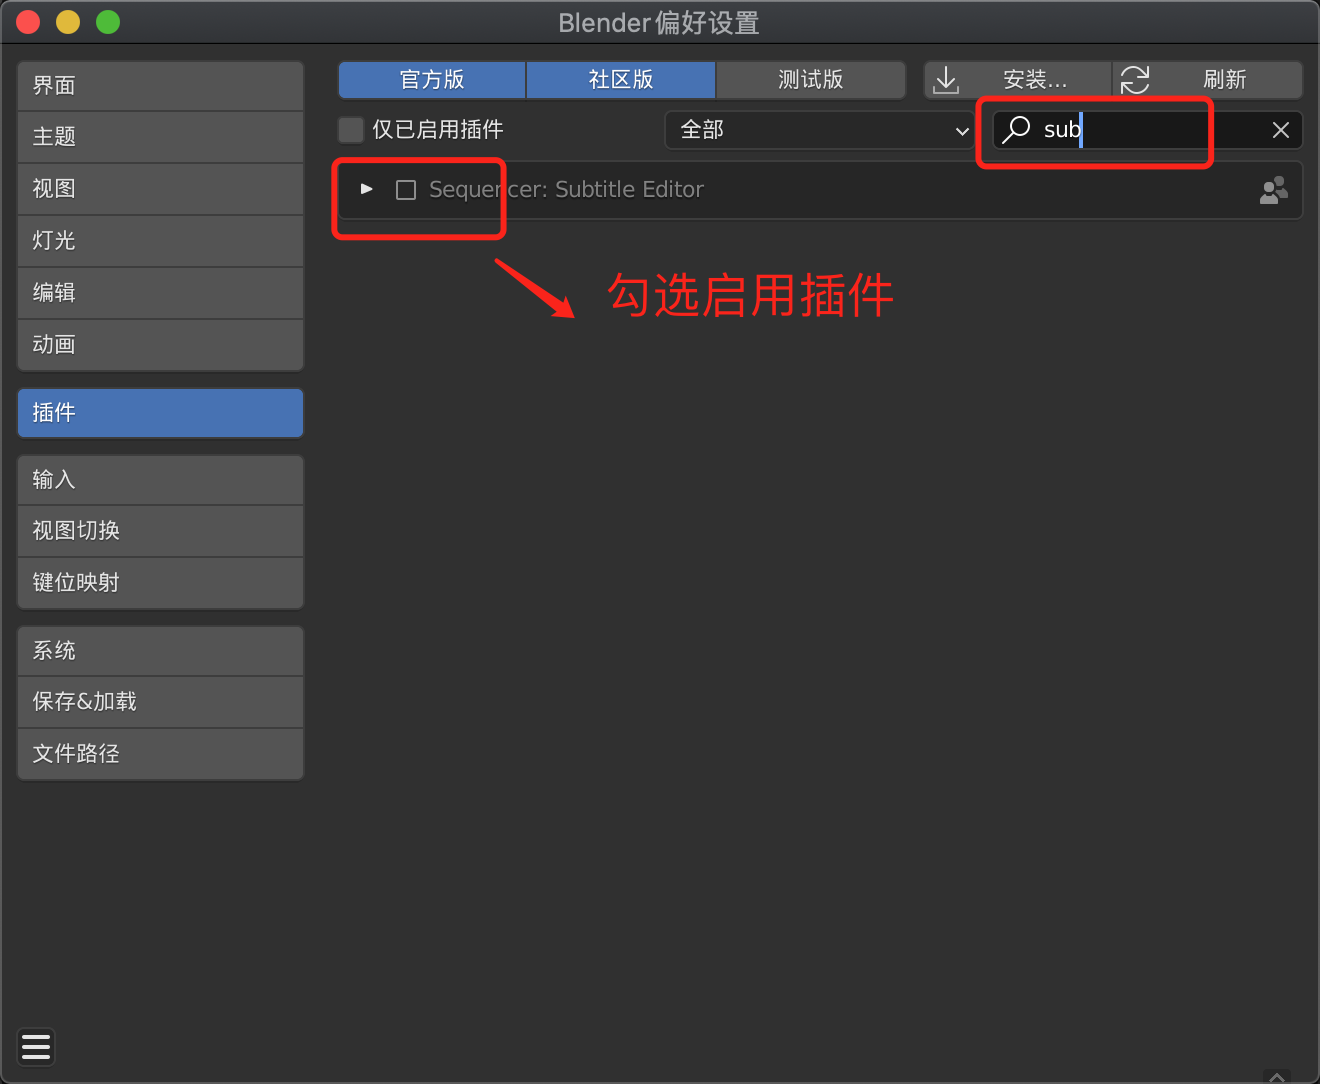 Blender偏好设置
界面
主题
视图
灯光
编辑
动画
插件
输入
视图切换
键位映射
系统
保存&加载
文件路径
官方版
社区版
测试版
安装...
刷新
仅已启用插件
全部
sub
Sequencer: Subtitle Editor
勾选启用插件